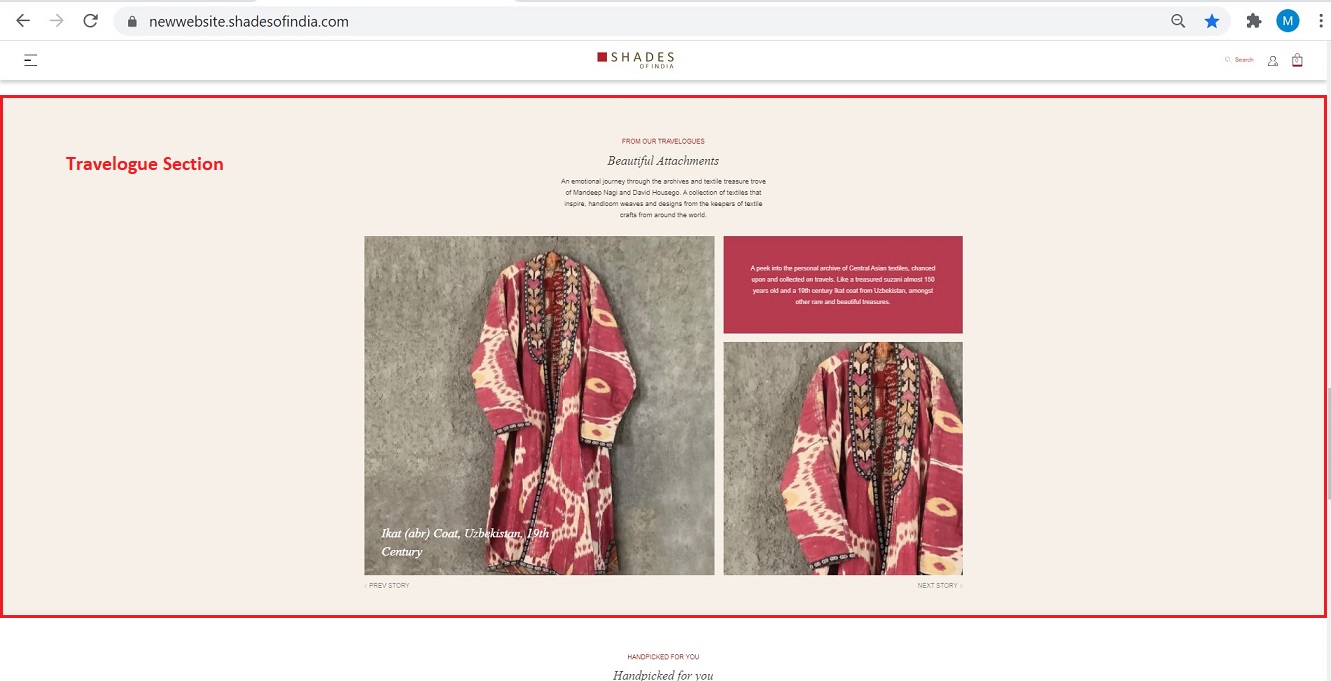 newwebsite.shadesofindia.com
M
SHADES
OF INDIA
Search
0
Travelogue Section
FROM OUR TRAVELOGUES
Beautiful Attachments
An emotional journey through the archives and textile treasure trove
of Mandeep Nagi and David Housego. A collection of textiles that
inspire, handloom weaves and designs from the keepers of textile
crafts from around the world.
A peek into the personal archive of Central Asian textiles, chanced
upon and collected on travels. Like a treasured suzani almost 150
years old and a 19th century Ikat coat from Uzbekistan, amongst
other rare and beautiful treasures.
Ikat (abr) Coat, Uzbekistan, 19th
Century
‹ PREV STORY
NEXT STORY ›
HANDPICKED FOR YOU
Handpicked for you